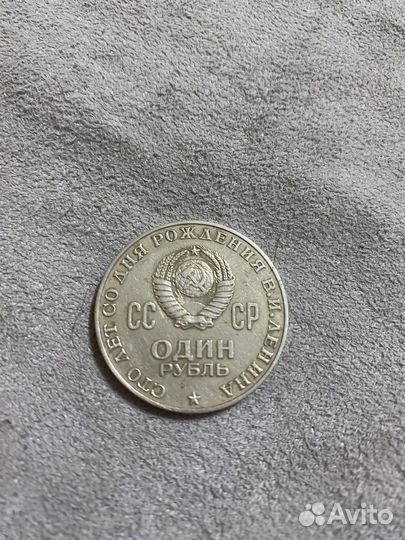 СТО ЛЕТ СО ДНЯ РОЖДЕНИЯ В.И.ЛЕНИНА
СС СР
ОДИН
РУБЛЬ
Avito